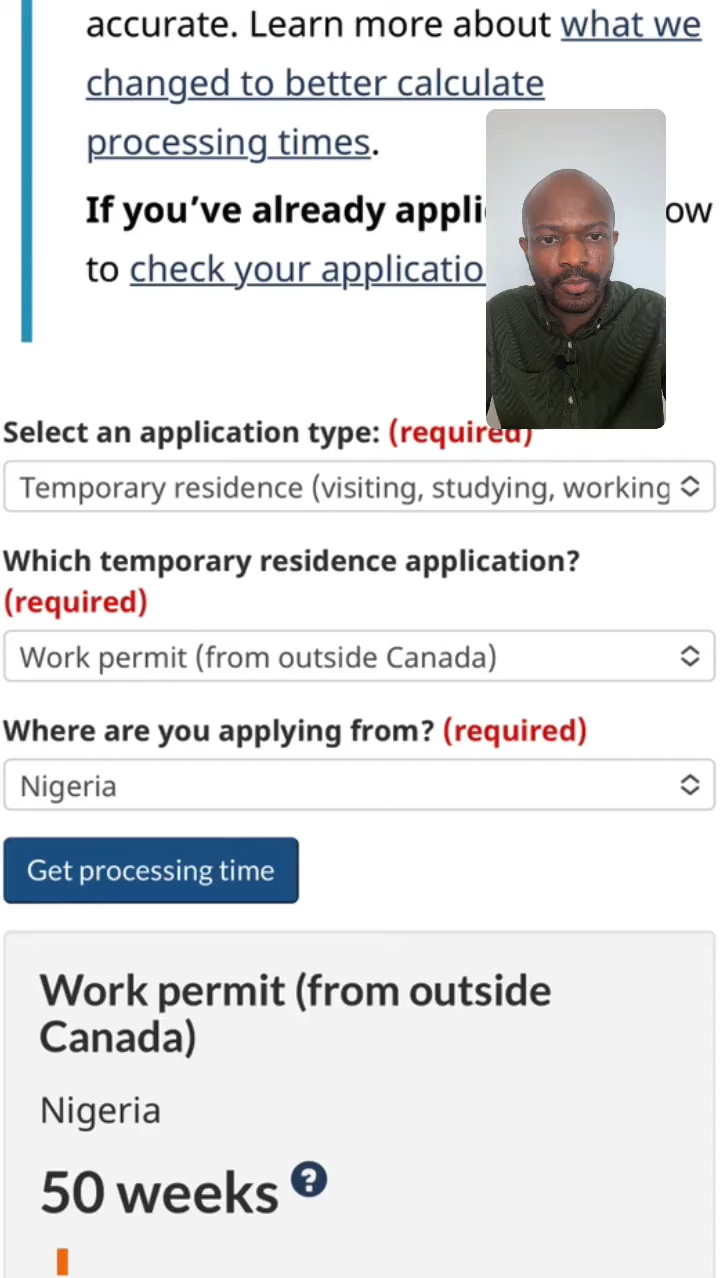 accurate. Learn more about what we
changed to better calculate
processing times.
If you’ve already appli ow
to check your applicatio
Select an application type: (required)
Temporary residence (visiting, studying, working
Which temporary residence application?
(required)
Work permit (from outside Canada)
Where are you applying from? (required)
Nigeria
Get processing time
Work permit (from outside
Canada)
Nigeria
50 weeks ?